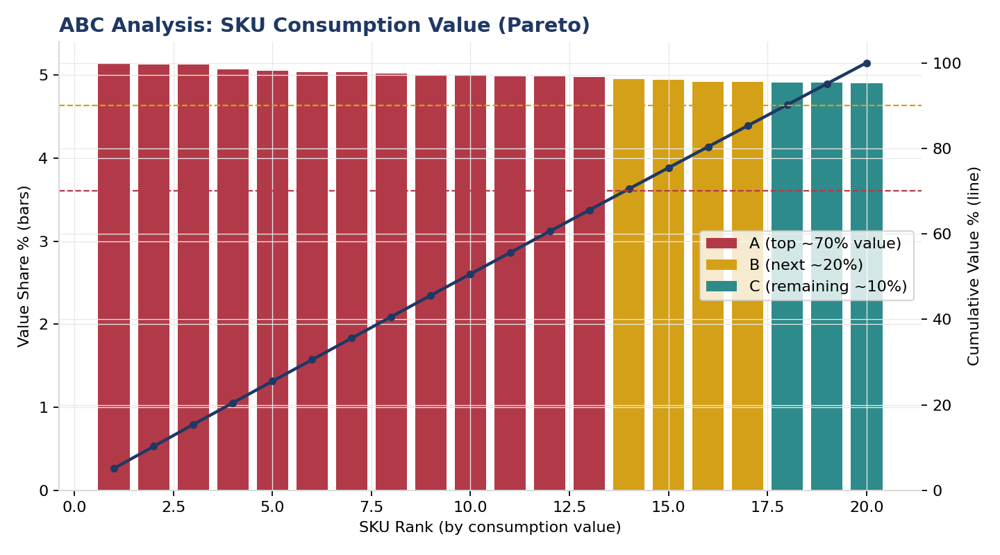 ABC Analysis: SKU Consumption Value (Pareto)
Value Share % (bars)
5
4
3
2
1
0
100
80
60
40
20
0
Cumulative Value % (line)
A (top ~70% value)
B (next ~20%)
C (remaining ~10%)
0.0 2.5 5.0 7.5 10.0 12.5 15.0 17.5 20.0
SKU Rank (by consumption value)